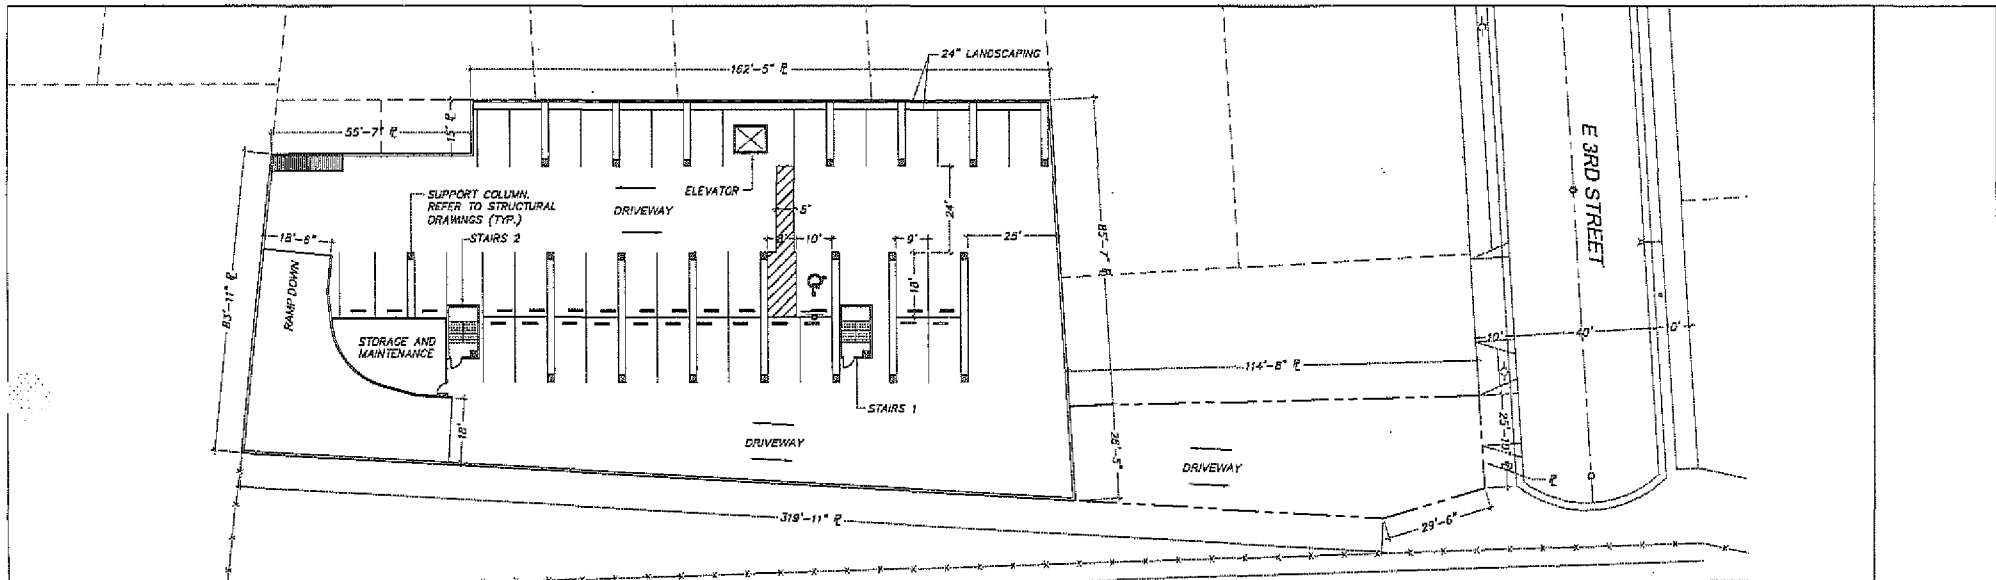 24" LANDSCAPING
162'-5" ℙ
55'-7" ℙ
15' ℙ
E 3RD STREET
SUPPORT COLUMN.
REFER TO STRUCTURAL
DRAWINGS (TYP.)
ELEVATOR
DRIVEWAY
STAIRS 2
5'
24'
85'-7" ℙ
18'-6"
10'
9'
25'
18'
RAMP DOWN
83'-11" ℙ
STORAGE AND
MAINTENANCE
10'
40'
114'-8" ℙ
STAIRS 1
18'
DRIVEWAY
26'-5"
DRIVEWAY
25'-10" ℙ
ℙ
319'-11" ℙ
29'-6"